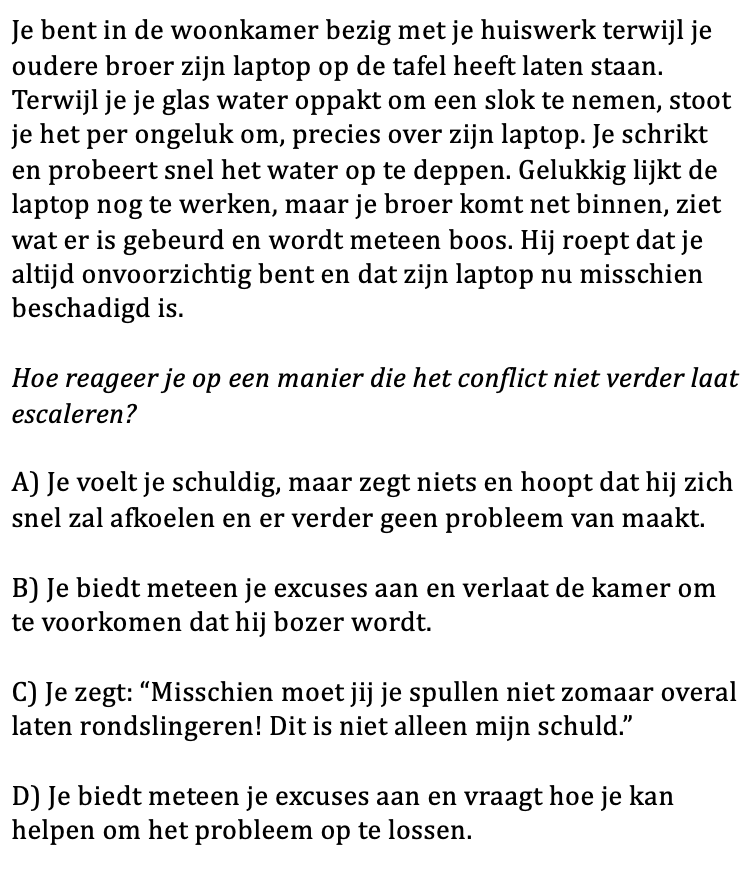 Je bent in de woonkamer bezig met je huiswerk terwijl je
oudere broer zijn laptop op de tafel heeft laten staan.
Terwijl je je glas water oppakt om een slok te nemen, stoot
je het per ongeluk om, precies over zijn laptop. Je schrikt
en probeert snel het water op te deppen. Gelukkig lijkt de
laptop nog te werken, maar je broer komt net binnen, ziet
wat er is gebeurd en wordt meteen boos. Hij roept dat je
altijd onvoorzichtig bent en dat zijn laptop nu misschien
beschadigd is.
Hoe reageer je op een manier die het conflict niet verder laat
escaleren?
A) Je voelt je schuldig, maar zegt niets en hoopt dat hij zich
snel zal afkoelen en er verder geen probleem van maakt.
B) Je biedt meteen je excuses aan en verlaat de kamer om
te voorkomen dat hij bozer wordt.
C) Je zegt: “Misschien moet jij je spullen niet zomaar overal
laten rondslingeren! Dit is niet alleen mijn schuld.”
D) Je biedt meteen je excuses aan en vraagt hoe je kan
helpen om het probleem op te lossen.